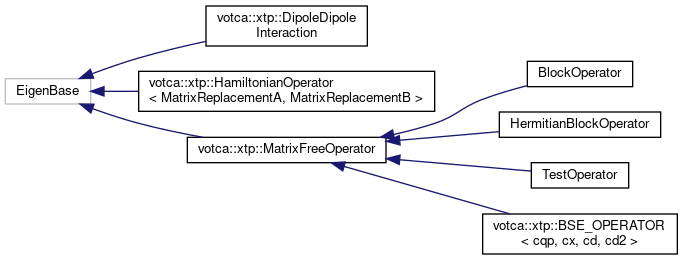 EigenBase
votca::xtp::DipoleDipole
Interaction
votca::xtp::HamiltonianOperator
< MatrixReplacementA, MatrixReplacementB >
votca::xtp::MatrixFreeOperator
BlockOperator
HermitianBlockOperator
TestOperator
votca::xtp::BSE_OPERATOR
< cqp, cx, cd, cd2 >